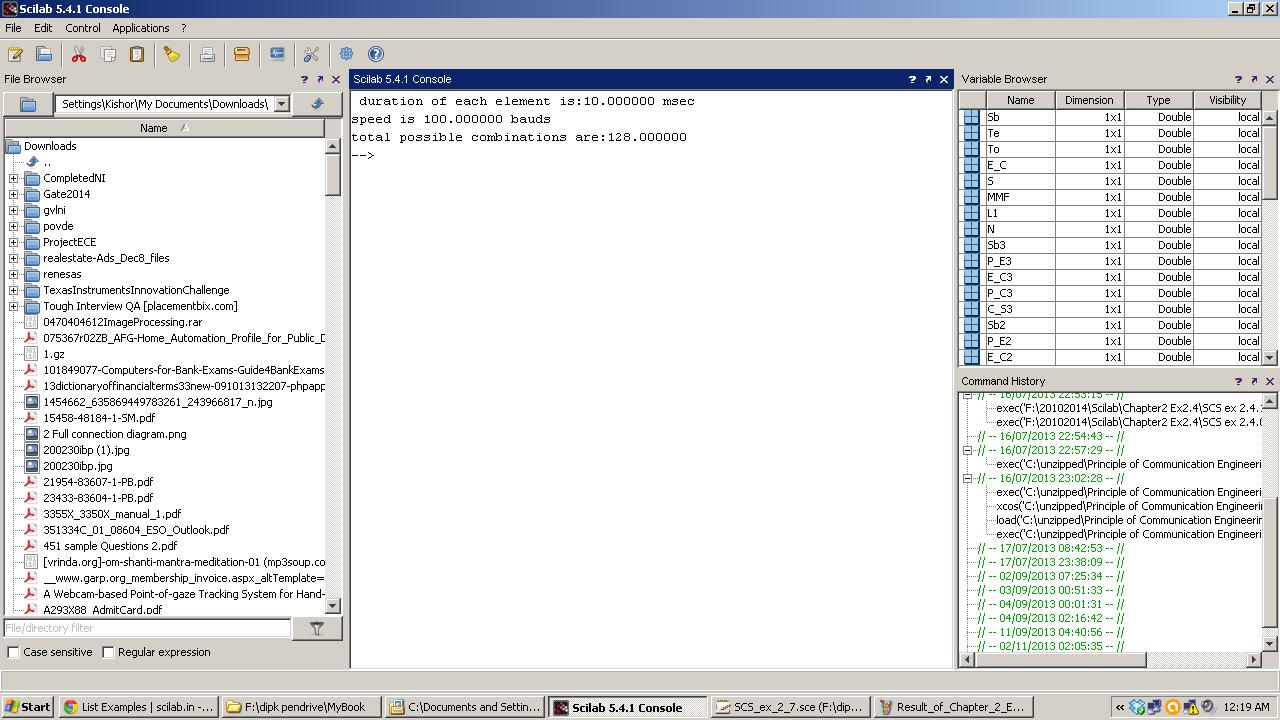 Scilab 5.4.1 Console
File Edit Control Applications ?
File Browser
Settings\Kishor\My Documents\Downloads\
Name
Downloads
..
CompletedNI
Gate2014
gvlni
povde
ProjectECE
realestate-Ads_Dec8_files
renesas
TexasInstrumentsInnovationChallenge
Tough Interview QA [placementbix.com]
0470404612ImageProcessing.rar
075367r02ZB_AFG-Home_Automation_Profile_for_Public_D
1.gz
101849077-Computers-for-Bank-Exams-Guide4BankExams
13dictionaryoffinancialterms33new-091013132207-phpapp
1454662_635869449783261_243966817_n.jpg
15458-48184-1-SM.pdf
2 Full connection diagram.png
200230ibp (1).jpg
200230ibp.jpg
21954-83607-1-PB.pdf
23433-83604-1-PB.pdf
3355X_3350X_manual_1.pdf
351334C_01_08604_ESO_Outlook.pdf
451 sample Questions 2.pdf
[vrinda.org]-om-shanti-mantra-meditation-01 (mp3soup.co
__www.garp.org_membership_invoice.aspx_altTemplate=
A Webcam-based Point-of-gaze Tracking System for Hand-
A293X88_AdmitCard.pdf
File/directory filter
Case sensitive Regular expression
Scilab 5.4.1 Console
duration of each element is:10.000000 msec
speed is 100.000000 bauds
total possible combinations are:128.000000
-->
Variable Browser
Name Dimension Type Visibility
Sb 1x1 Double local
Te 1x1 Double local
To 1x1 Double local
E_C 1x1 Double local
S 1x1 Double local
MMF 1x1 Double local
L1 1x1 Double local
N 1x1 Double local
Sb3 1x1 Double local
P_E3 1x1 Double local
E_C3 1x1 Double local
P_C3 1x1 Double local
C_S3 1x1 Double local
Sb2 1x1 Double local
P_E2 1x1 Double local
E_C2 1x1 Double local
Command History
// -- 16/07/2013 22:53:15 -- //
exec('F:\20102014\Scilab\Chapter2 Ex2.4\SCS ex 2.4.
exec('F:\20102014\Scilab\Chapter2 Ex2.4\SCS ex 2.4.
// -- 16/07/2013 22:54:43 -- //
// -- 16/07/2013 22:57:29 -- //
exec('C:\unzipped\Principle of Communication Engineeri
// -- 16/07/2013 23:02:28 -- //
exec('C:\unzipped\Principle of Communication Engineeri
xcos('C:\unzipped\Principle of Communication Engineeri
load('C:\unzipped\Principle of Communication Engineerin
exec('C:\unzipped\Principle of Communication Engineeri
// -- 17/07/2013 08:42:53 -- //
// -- 17/07/2013 23:38:09 -- //
// -- 02/09/2013 07:25:34 -- //
// -- 03/09/2013 00:51:33 -- //
// -- 04/09/2013 00:01:31 -- //
// -- 04/09/2013 02:16:42 -- //
// -- 11/09/2013 04:40:56 -- //
// -- 02/11/2013 02:05:35 -- //
Start List Examples | scilab.in -... F:\dipk pendrive\MyBook C:\Documents and Settin... Scilab 5.4.1 Console SCS_ex_2_7.sce (F:\dip... Result_of_Chapter_2_E... 12:19 AM